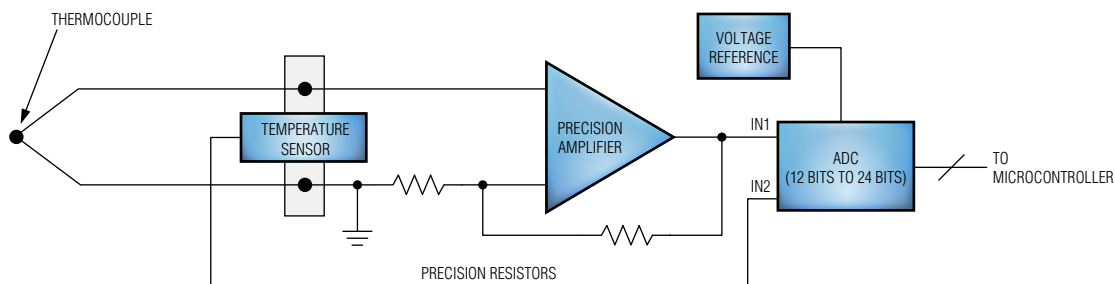 THERMOCOUPLE
VOLTAGE
REFERENCE
TEMPERATURE
SENSOR
PRECISION
AMPLIFIER
IN1
ADC
(12 BITS TO 24 BITS)
TO
MICROCONTROLLER
IN2
PRECISION RESISTORS